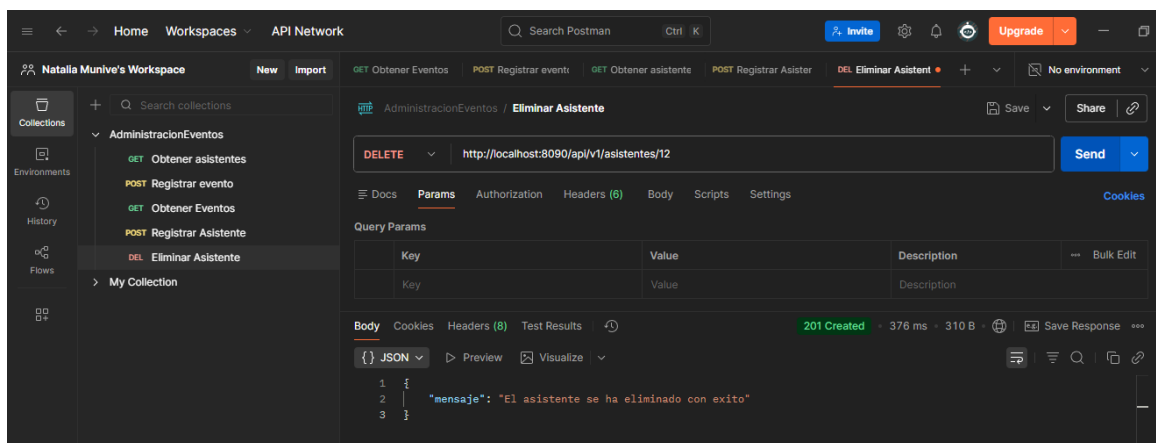 Home Workspaces API Network Search Postman Ctrl K Invite Upgrade
Natalia Munive's Workspace New Import GET Obtener Eventos POST Registrar evento GET Obtener asistente POST Registrar Asister DEL Eliminar Asistent No environment
Collections
Search collections
AdministracionEventos / Eliminar Asistente Save Share
AdministracionEventos
GET Obtener asistentes
DELETE http://localhost:8090/api/v1/asistentes/12 Send
Environments
POST Registrar evento
Docs Params Authorization Headers (6) Body Scripts Settings Cookies
GET Obtener Eventos
History
Query Params
POST Registrar Asistente
Key Value Description Bulk Edit
DEL Eliminar Asistente
Flows
Key Value Description
My Collection
Body Cookies Headers (8) Test Results 201 Created 376 ms 310 B Save Response
{} JSON Preview Visualize
1 {
2 "mensaje": "El asistente se ha eliminado con exito"
3 }